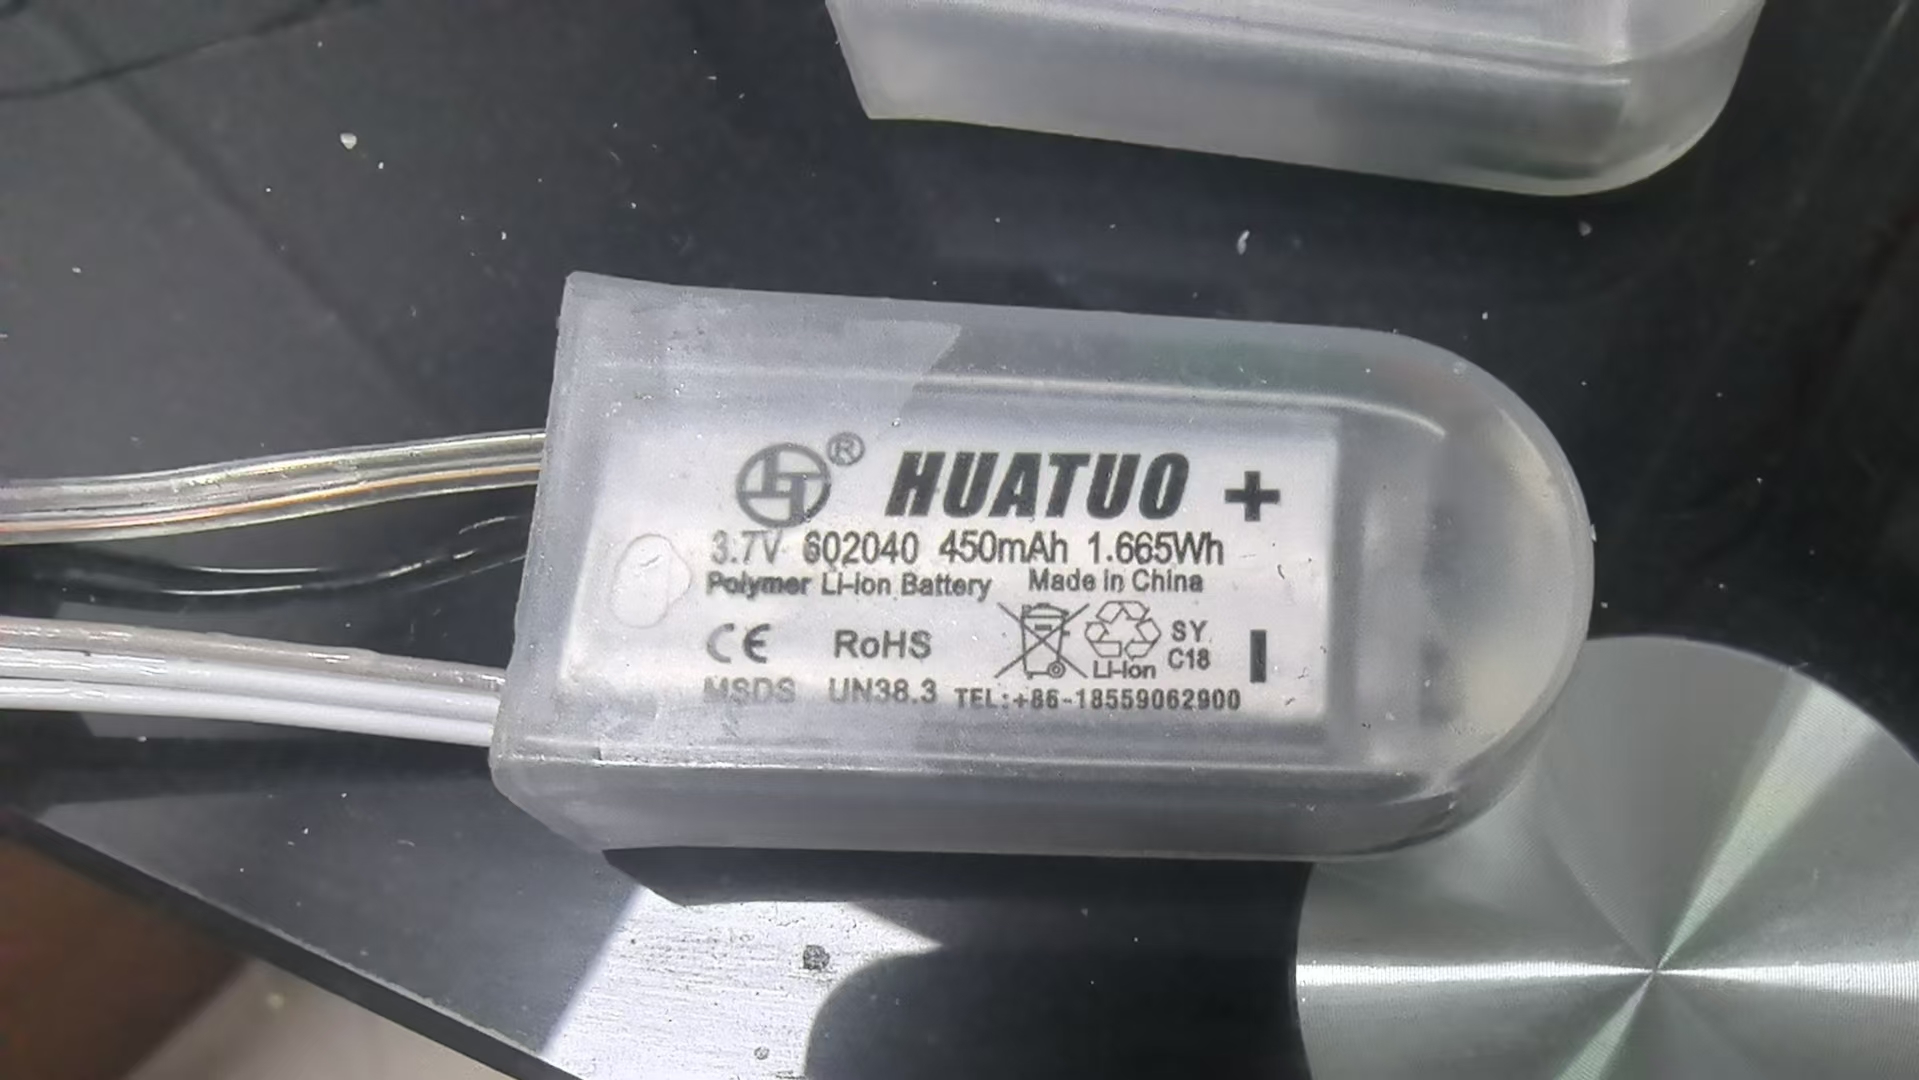 ® HUATUO +
3.7V 602040 450mAh 1.665Wh
Polymer Li-ion Battery Made in China
CE RoHS Li-ion SY C18 -
MSDS UN38.3 TEL:+86-18559062900